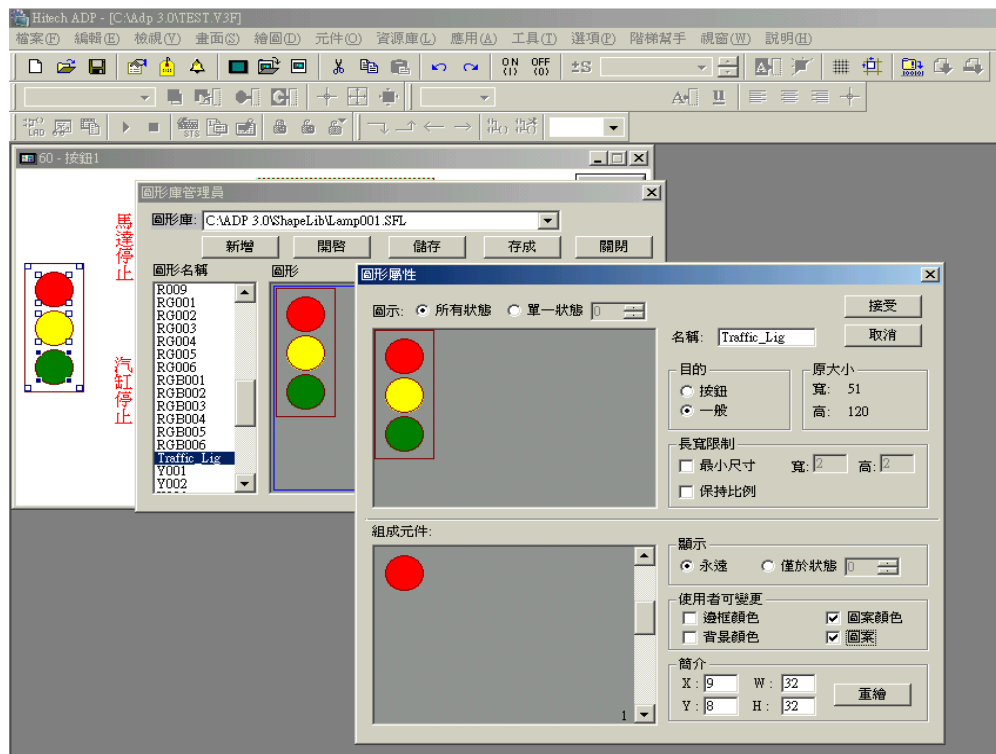 Hitech ADP - [C:\Adp 3.0\TEST.V3F]
檔案(F) 編輯(E) 檢視(V) 畫面(S) 繪圖(D) 元件(O) 資源庫(L) 應用(A) 工具(T) 選項(P) 階梯幫手 視窗(W) 說明(H)
ON (1) OFF (0) ±S
LAD STS
60 - 按鈕1
馬達停止
汽缸停止
圖形庫管理員
圖形庫: C:\ADP 3.0\ShapeLib\Lamp001.SFL
新增 開啓 儲存 存成 關閉
圖形名稱 圖形
R009
RG001
RG002
RG003
RG004
RG005
RG006
RGB001
RGB002
RGB003
RGB004
RGB005
RGB006
Traffic_Lig
Y001
Y002
圖形屬性
圖示: 所有狀態 單一狀態 0
接受
名稱: Traffic_Lig 取消
目的
按鈕
一般
原大小
寬: 51
高: 120
長寬限制
最小尺寸 寬: 2 高: 2
保持比例
組成元件:
1
顯示
永遠 僅於狀態 0
使用者可變更
邊框顏色 圖案顏色
背景顏色 圖案
簡介
X : 9 W : 32
Y : 8 H : 32
重繪